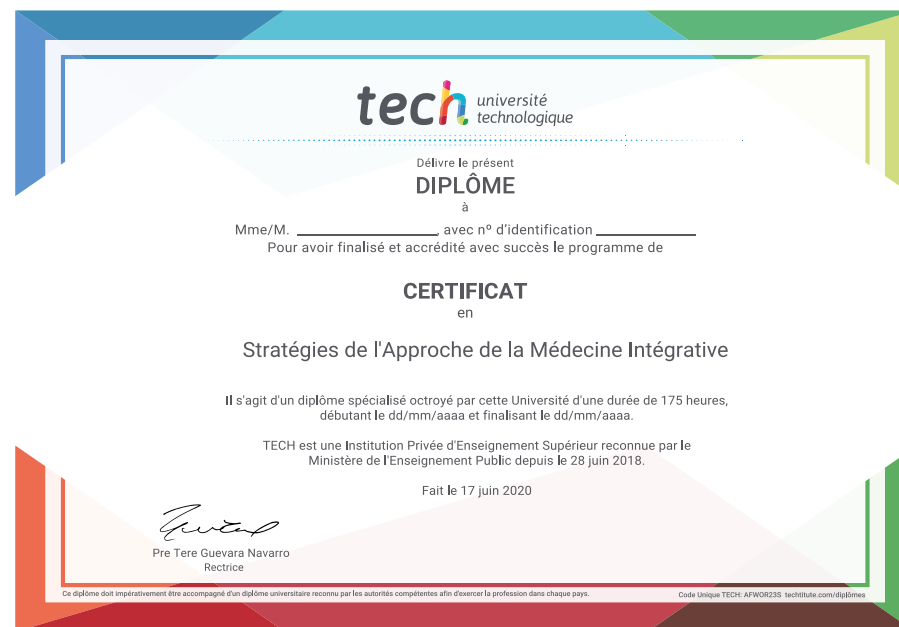 tech université
technologique
Délivre le présent
DIPLÔME
à
Mme/M. , avec nº d'identification
Pour avoir finalisé et accrédité avec succès le programme de
CERTIFICAT
en
Stratégies de l'Approche de la Médecine Intégrative
Il s'agit d'un diplôme spécialisé octroyé par cette Université d'une durée de 175 heures,
débutant le dd/mm/aaaa et finalisant le dd/mm/aaaa.
TECH est une Institution Privée d'Enseignement Supérieur reconnue par le
Ministère de l'Enseignement Public depuis le 28 juin 2018.
Fait le 17 juin 2020
Pre Tere Guevara Navarro
Rectrice
Ce diplôme doit impérativement être accompagné d'un diplôme universitaire reconnu par les autorités compétentes afin d'exercer la profession dans chaque pays.
Code Unique TECH: AFWOR23S techtitute.com/diplômes